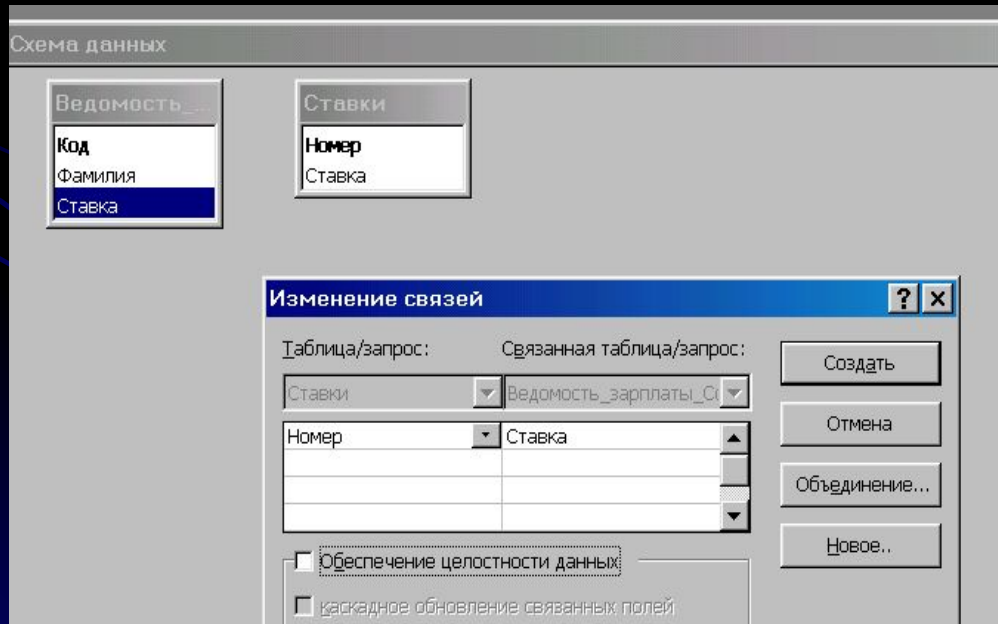 Схема данных
Ведомость_...
Код
Фамилия
Ставка
Ставки
Номер
Ставка
Изменение связей
Таблица/запрос: Связанная таблица/запрос:
Ставки Ведомость_зарплаты_Со
Номер Ставка
Создать
Отмена
Объединение...
Новое..
Обеспечение целостности данных
каскадное обновление связанных полей